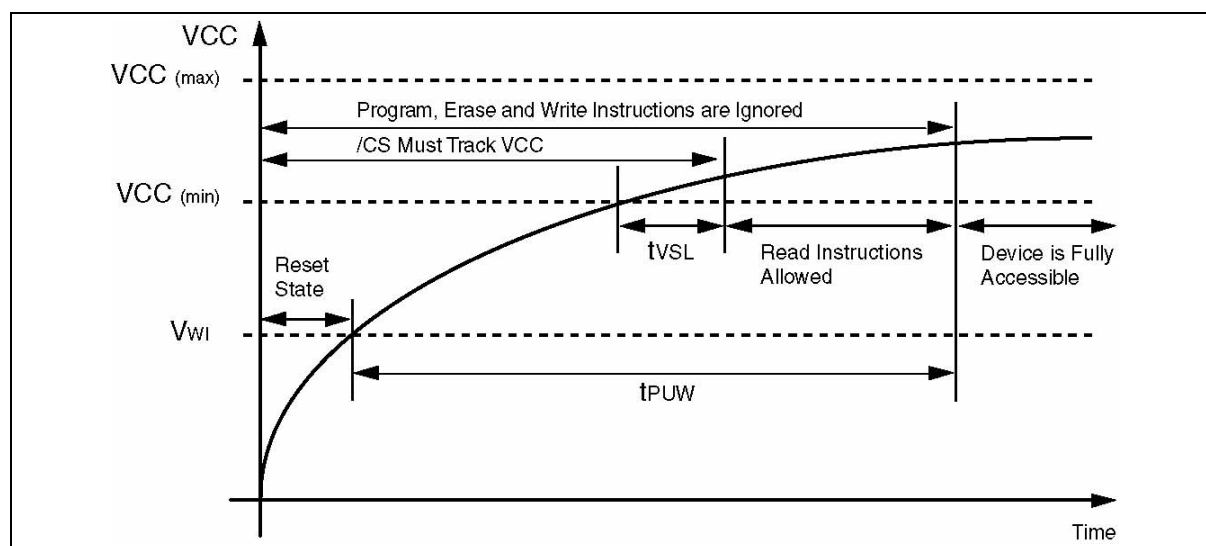 VCC
VCC (max)
Program, Erase and Write Instructions are Ignored
/CS Must Track VCC
VCC (min)
tVSL
Read Instructions
Allowed
Device is Fully
Accessible
Reset
State
VWI
tPUW
Time